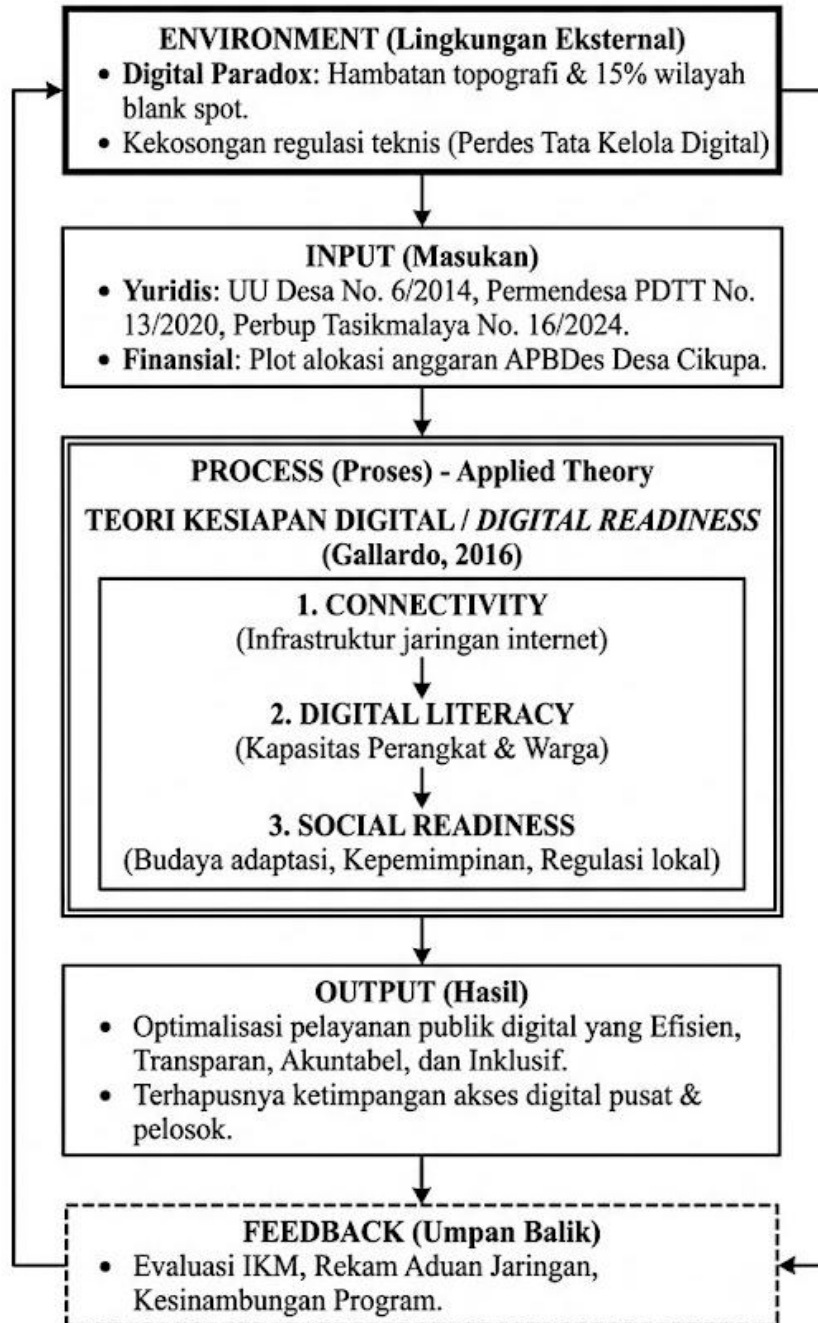 ENVIRONMENT (Lingkungan Eksternal)
• Digital Paradox: Hambatan topografi & 15% wilayah
blank spot.
• Kekosongan regulasi teknis (Perdes Tata Kelola Digital)
INPUT (Masukan)
• Yuridis: UU Desa No. 6/2014, Permendesa PDTT No.
13/2020, Perbup Tasikmalaya No. 16/2024.
• Finansial: Plot alokasi anggaran APBDes Desa Cikupa.
PROCESS (Proses) - Applied Theory
TEORI KESIAPAN DIGITAL / DIGITAL READINESS
(Gallardo, 2016)
1. CONNECTIVITY
(Infrastruktur jaringan internet)
2. DIGITAL LITERACY
(Kapasitas Perangkat & Warga)
3. SOCIAL READINESS
(Budaya adaptasi, Kepemimpinan, Regulasi lokal)
OUTPUT (Hasil)
• Optimalisasi pelayanan publik digital yang Efisien,
Transparan, Akuntabel, dan Inklusif.
• Terhapusnya ketimpangan akses digital pusat &
pelosok.
FEEDBACK (Umpan Balik)
• Evaluasi IKM, Rekam Aduan Jaringan,
Kesinambungan Program.